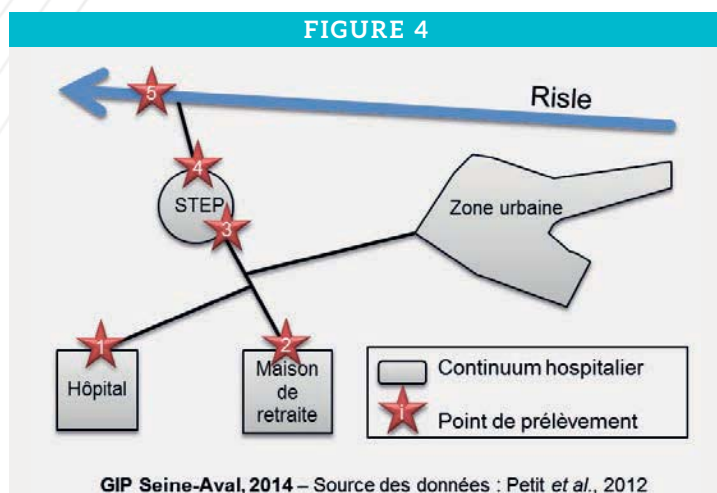 FIGURE 4
5
Risle
4
STEP
3
Zone urbaine
1
Hôpital
2
Maison
de
retraite
Continuum hospitalier
i
Point de prélèvement
GIP Seine-Aval, 2014 – Source des données : Petit et al., 2012